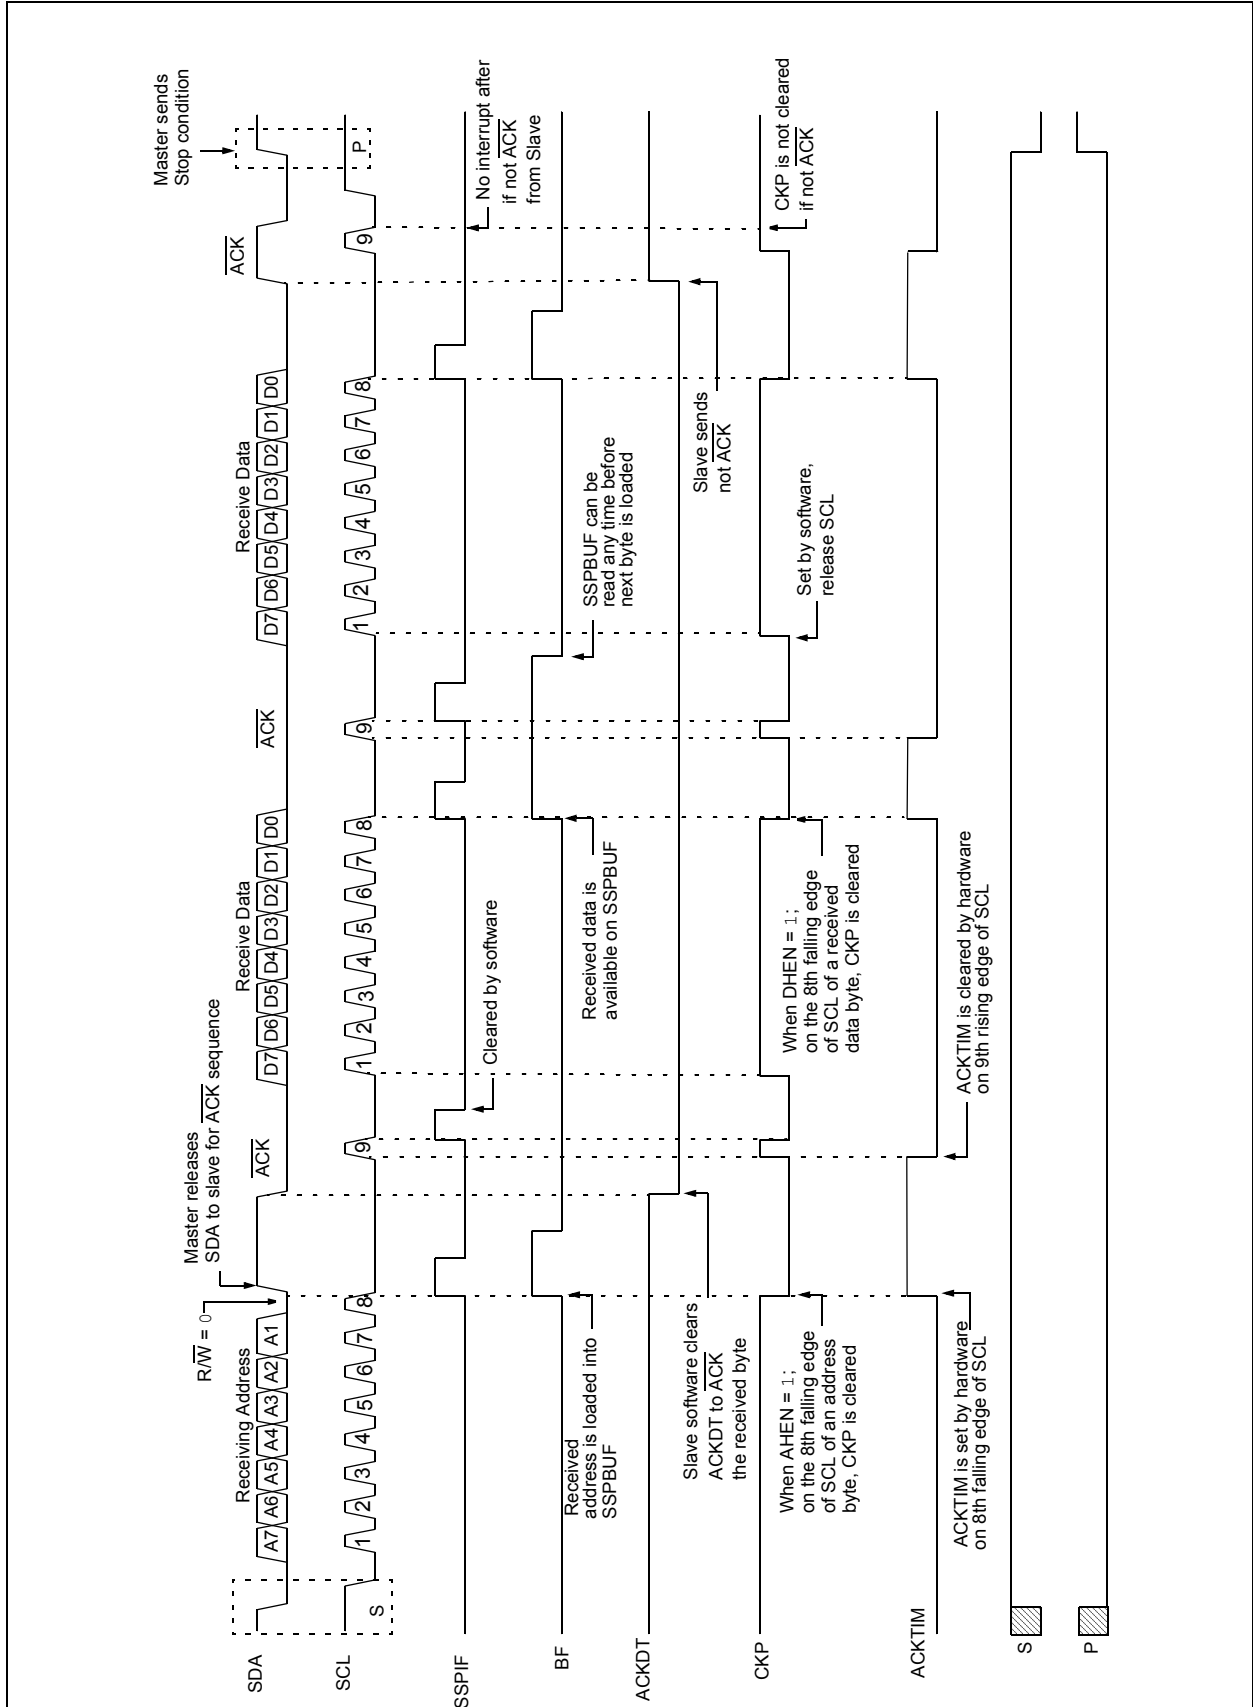 Master sends
Stop condition
Master releases
SDA to slave for ACK sequence
R/W = 0
Receiving Address
ACK
Receive Data
ACK
Receive Data
ACK
SDA
A7 A6 A5 A4 A3 A2 A1
D7 D6 D5 D4 D3 D2 D1 D0
D7 D6 D5 D4 D3 D2 D1 D0
SCL
S
1 2 3 4 5 6 7 8 9
1 2 3 4 5 6 7 8 9
1 2 3 4 5 6 7 8 9
P
SSPIF
Cleared by software
No interrupt after
if not ACK
from Slave
BF
Received
address is loaded into
SSPBUF
Received data is
available on SSPBUF
SSPBUF can be
read any time before
next byte is loaded
ACKDT
Slave software clears
ACKDT to ACK
the received byte
Slave sends
not ACK
CKP
When AHEN = 1;
on the 8th falling edge
of SCL of an address
byte, CKP is cleared
When DHEN = 1;
on the 8th falling edge
of SCL of a received
data byte, CKP is cleared
Set by software,
release SCL
CKP is not cleared
if not ACK
ACKTIM
ACKTIM is set by hardware
on 8th falling edge of SCL
ACKTIM is cleared by hardware
on 9th rising edge of SCL
S
P